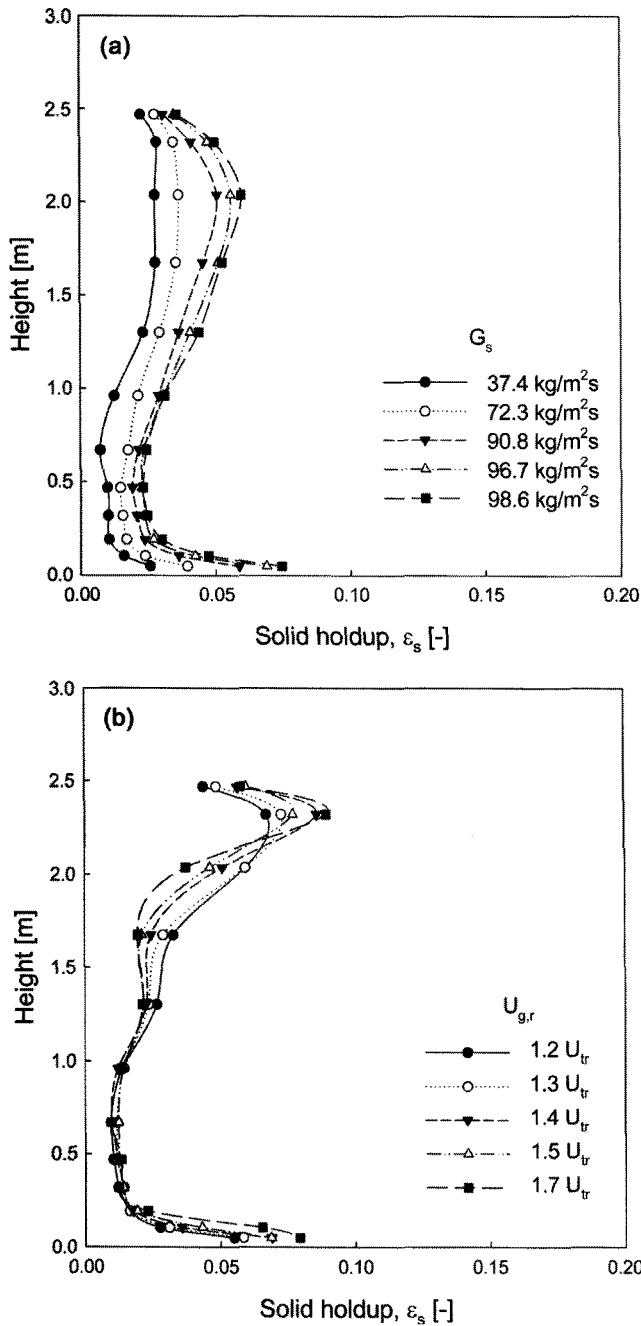 (a)
3.0
2.5
2.0
1.5
1.0
0.5
0.0
Height [m]
G_s
37.4 kg/m²s
72.3 kg/m²s
90.8 kg/m²s
96.7 kg/m²s
98.6 kg/m²s
0.00 0.05 0.10 0.15 0.20
Solid holdup, ε_s [-]
(b)
3.0
2.5
2.0
1.5
1.0
0.5
0.0
Height [m]
U_g,r
1.2 U_tr
1.3 U_tr
1.4 U_tr
1.5 U_tr
1.7 U_tr
0.00 0.05 0.10 0.15 0.20
Solid holdup, ε_s [-]